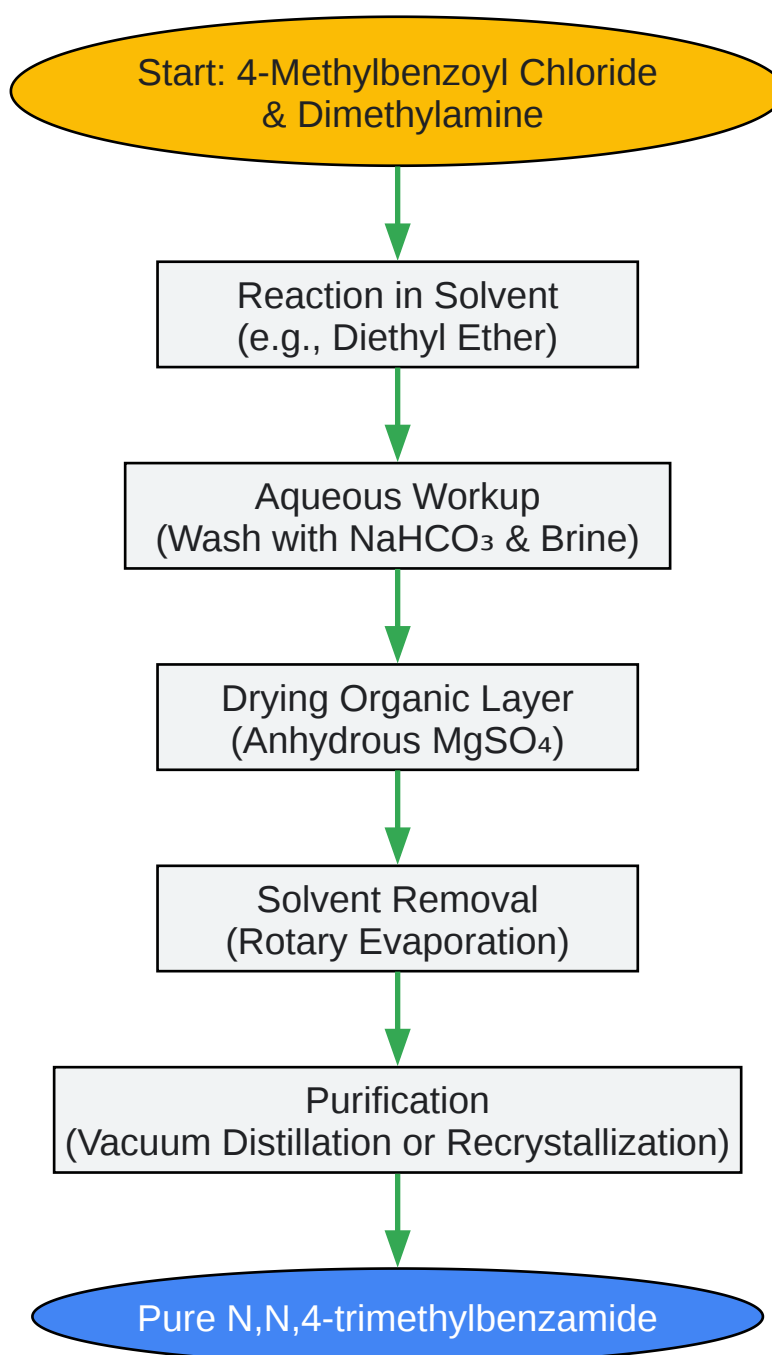 Start: 4-Methylbenzoyl Chloride
& Dimethylamine
Reaction in Solvent
(e.g., Diethyl Ether)
Aqueous Workup
(Wash with NaHCO₃ & Brine)
Drying Organic Layer
(Anhydrous MgSO₄)
Solvent Removal
(Rotary Evaporation)
Purification
(Vacuum Distillation or Recrystallization)
Pure N,N,4-trimethylbenzamide